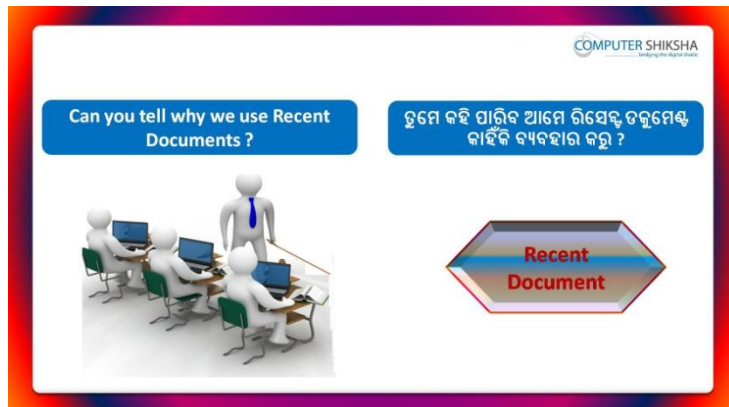 COMPUTER SHIKSHA
bridging the digital divide
Can you tell why we use Recent
Documents ?
ତୁମେ କହି ପାରିବ ଆମେ ରିସେଣ୍ଟ ଡକୁମେଣ୍ଟ
କାହିଁକି ବ୍ୟବହାର କରୁ ?
Recent
Document